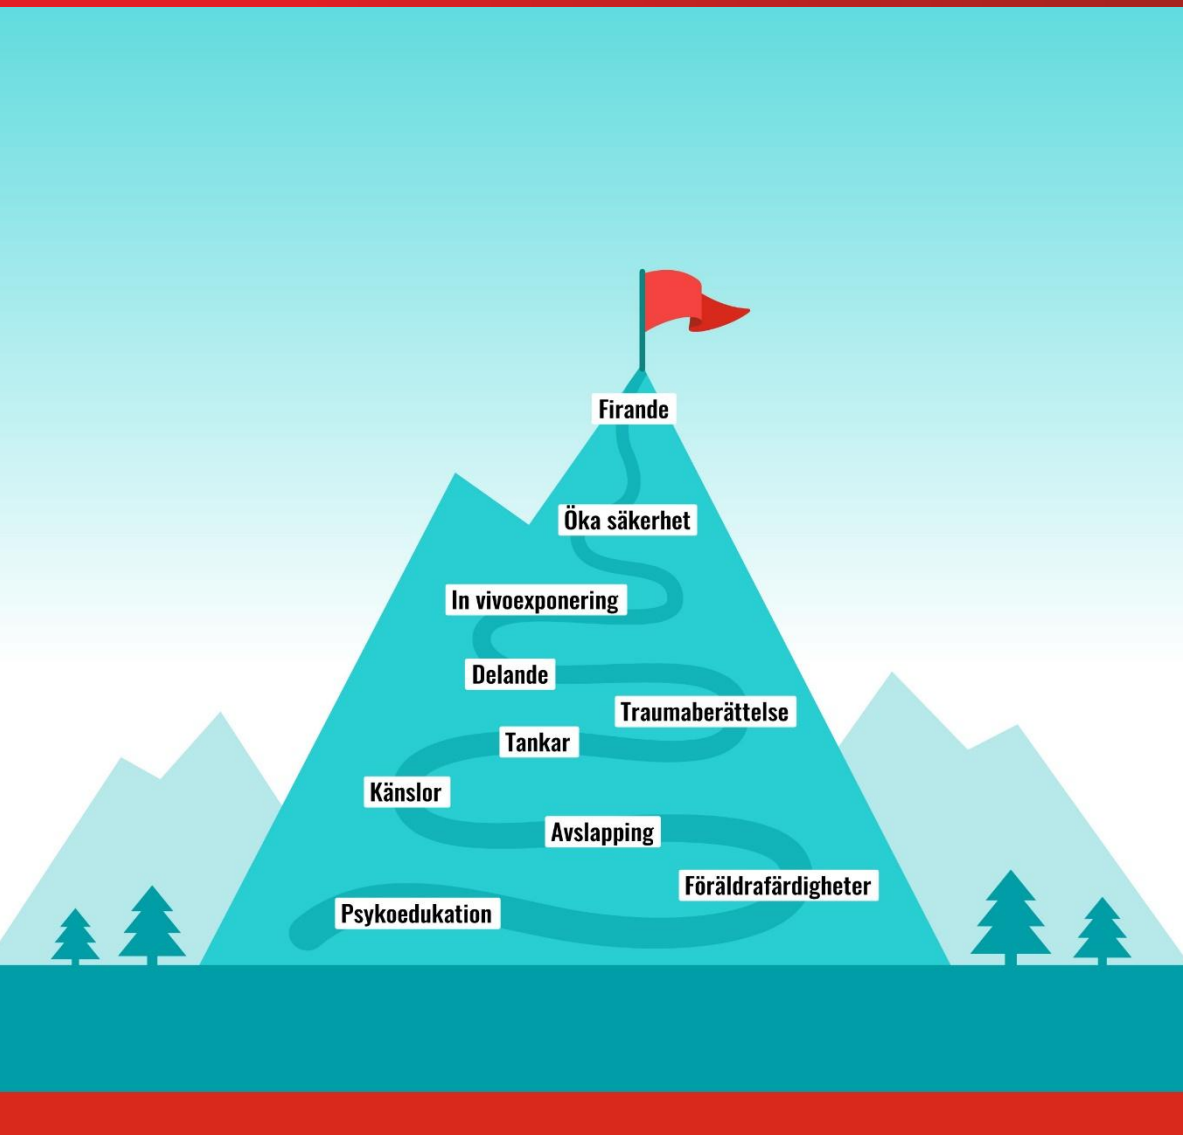 Firande
Öka säkerhet
In vivoexponering
Delande
Traumaberättelse
Tankar
Känslor
Avslapping
Föräldrafärdigheter
Psykoedukation